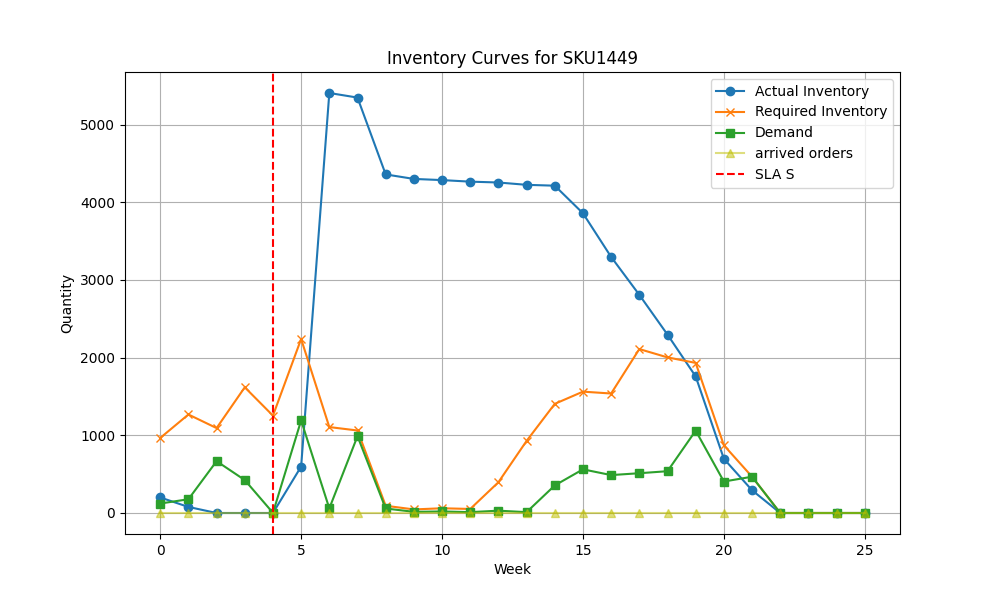 Inventory Curves for SKU1449
Actual Inventory
Required Inventory
Demand
arrived orders
SLA S
Quantity
5000
4000
3000
2000
1000
0
0 5 10 15 20 25
Week